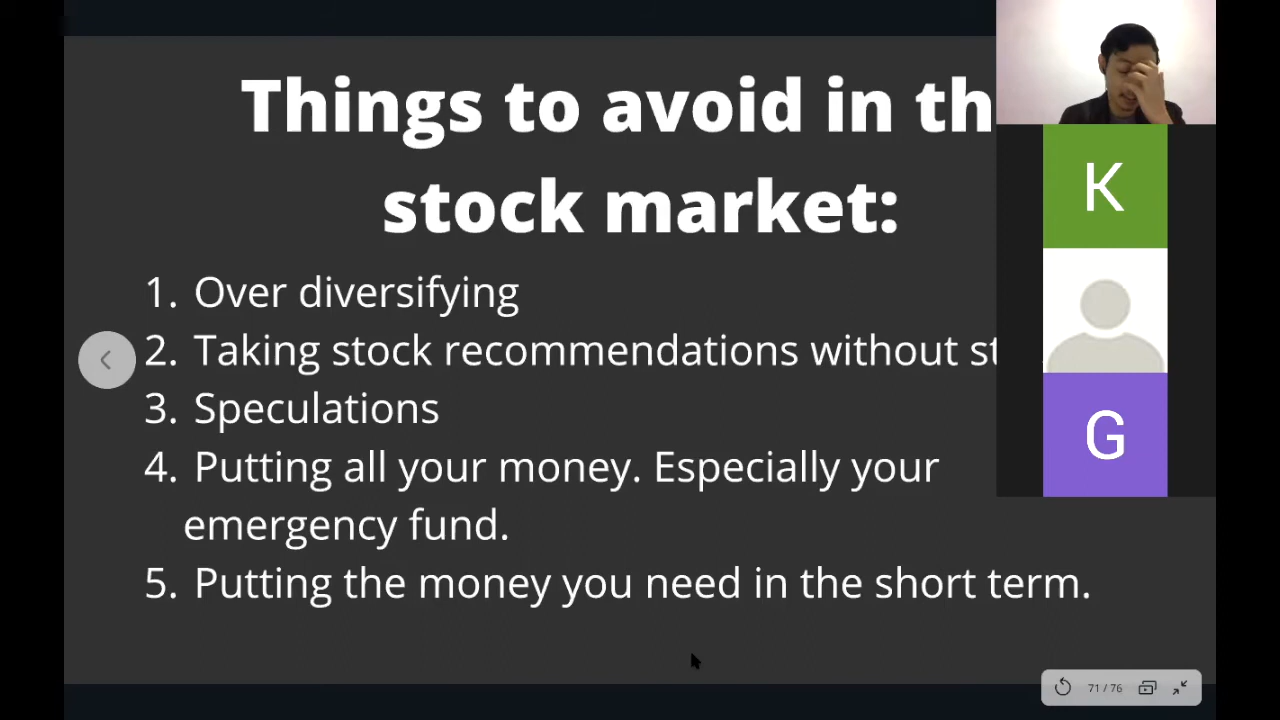 Things to avoid in th
stock market:
1. Over diversifying
2. Taking stock recommendations without st
3. Speculations
4. Putting all your money. Especially your
emergency fund.
5. Putting the money you need in the short term.
K
G
71 / 76